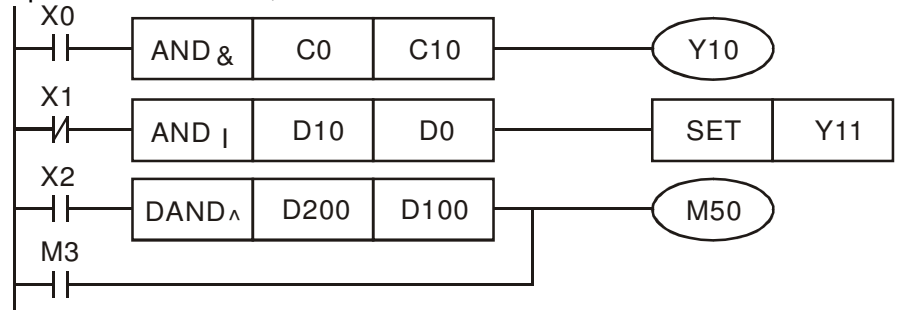 X0
AND & C0 C10 Y10
X1
AND | D10 D0 SET Y11
X2
DAND ^ D200 D100 M50
M3